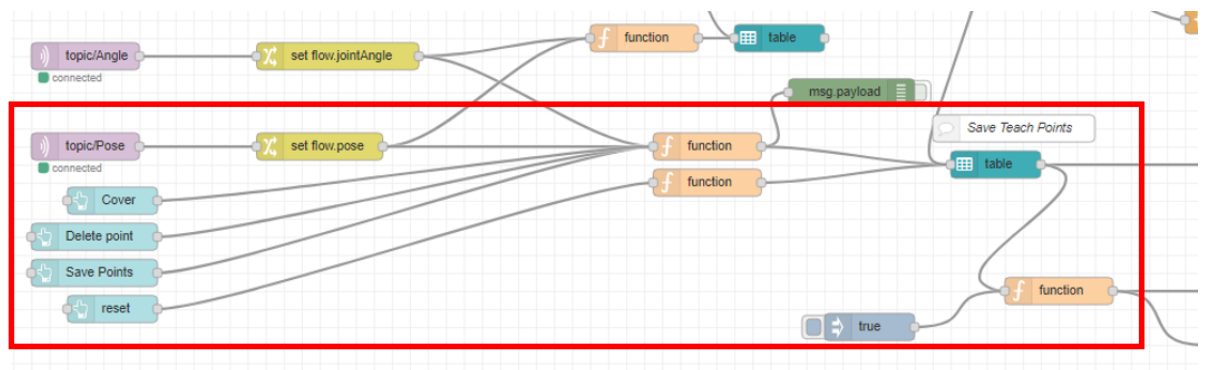 function
table
topic/Angle
set flow.jointAngle
connected
msg.payload
Save Teach Points
topic/Pose
set flow.pose
function
table
connected
function
Cover
Delete point
Save Points
function
reset
true